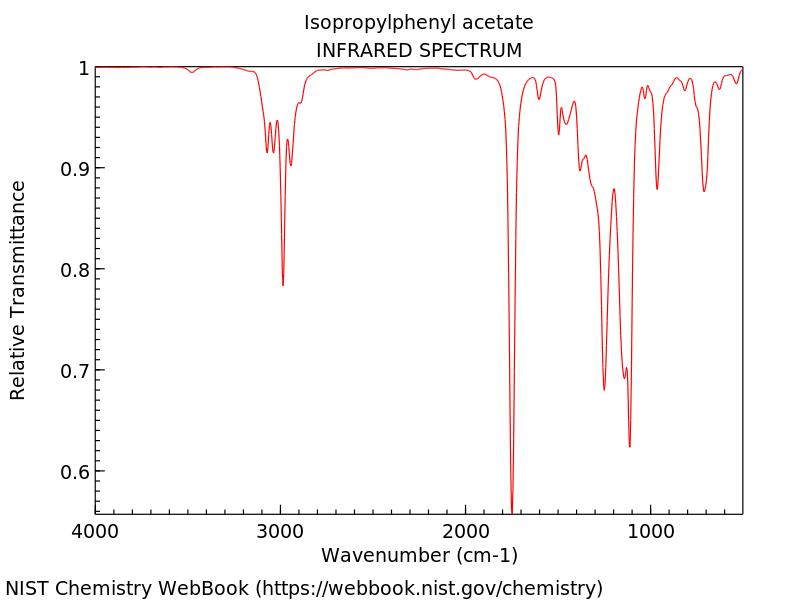 Isopropylphenyl acetate
INFRARED SPECTRUM
1
0.9
0.8
0.7
0.6
Relative Transmittance
4000 3000 2000 1000
Wavenumber (cm-1)
NIST Chemistry WebBook (https://webbook.nist.gov/chemistry)